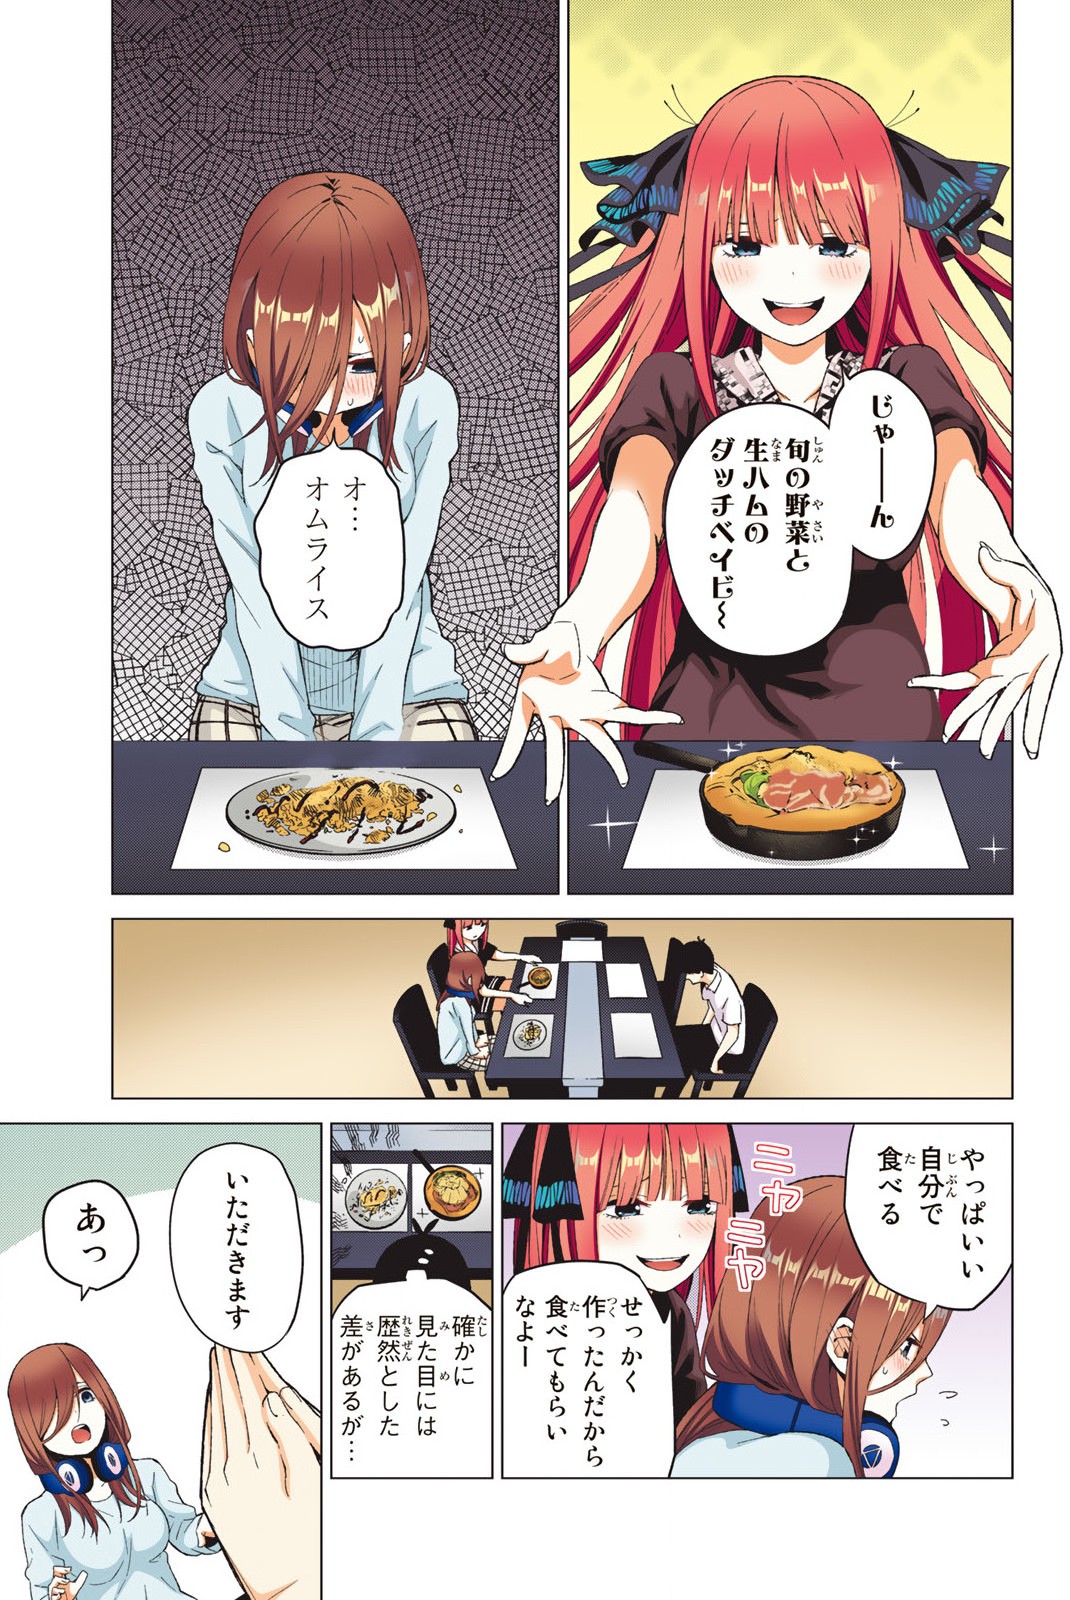 じゃーーん
旬の野菜と
生ハムの
ダッチベイビ〜
オ…
オムライス
やっぱいい
自分で
食べる
ニヤ
ニヤ
せっかく
作ったんだから
食べてもらい
なよー
確かに
見た目には
歴然とした
差があるが…
いただきます
あっ